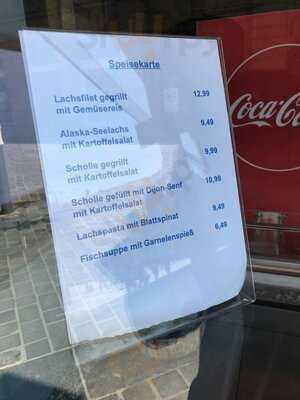 Speisekarte
Lachsfilet gegrillt 12,99
mit Gemüsereis
Alaska-Seelachs 9,49
mit Kartoffelsalat
Scholle gegrillt 9,99
mit Kartoffelsalat
Scholle gefüllt mit Dijon-Senf 10,99
mit Kartoffelsalat
Lachspasta mit Blattspinat 9,49
Fischsuppe mit Garnelenspieß 6,49
Coca-Cola